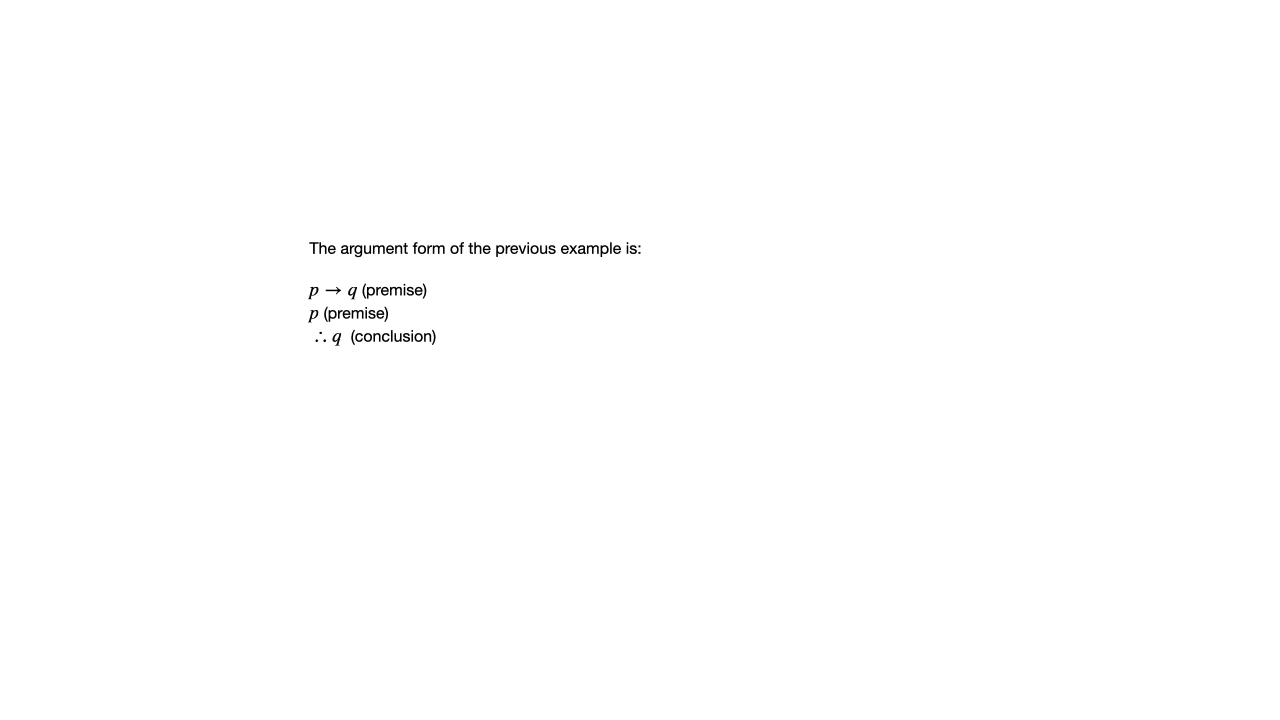 The argument form of the previous example is:
p → q (premise)
p (premise)
∴ q (conclusion)